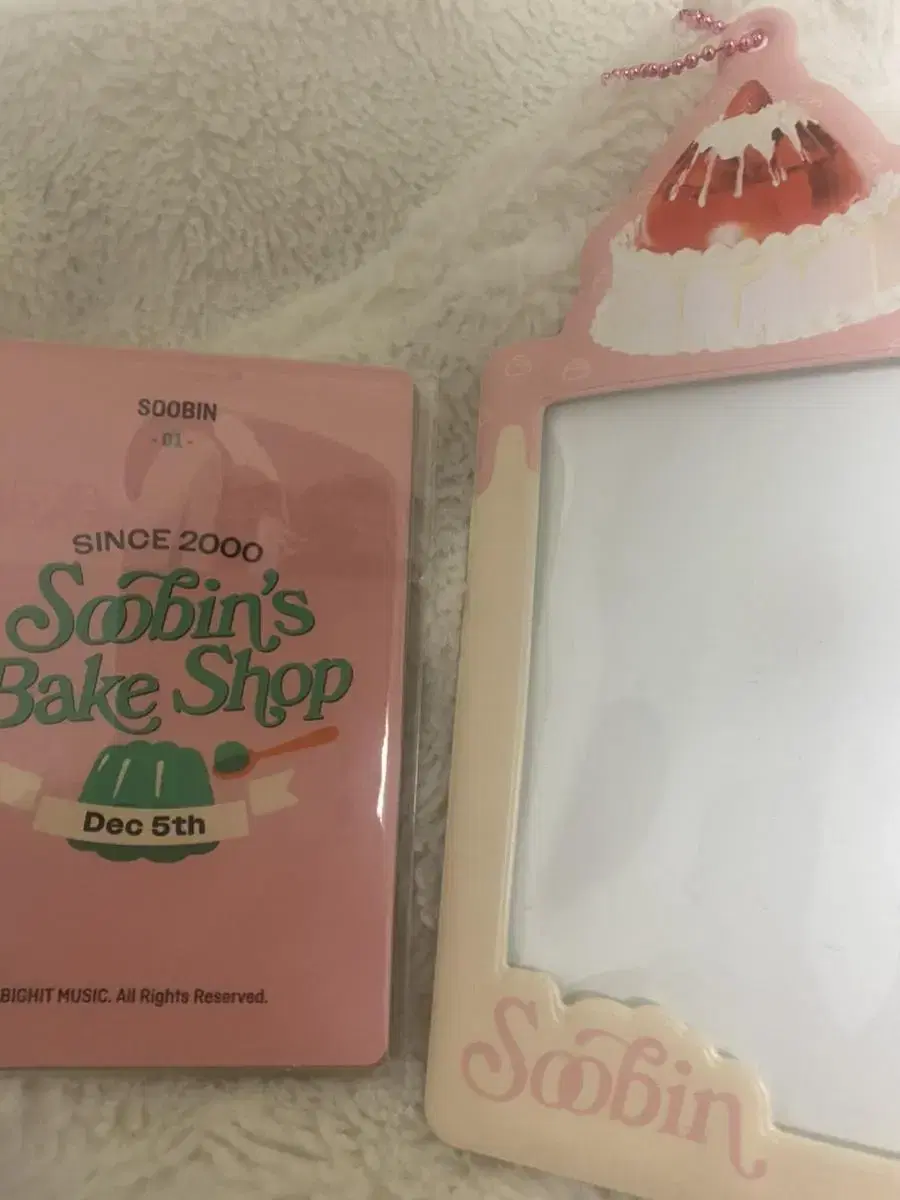 SOOBIN
- 01 -
SINCE 2000
Soobin's
Bake Shop
Dec 5th
BIGHIT MUSIC. All Rights Reserved.
Soobin